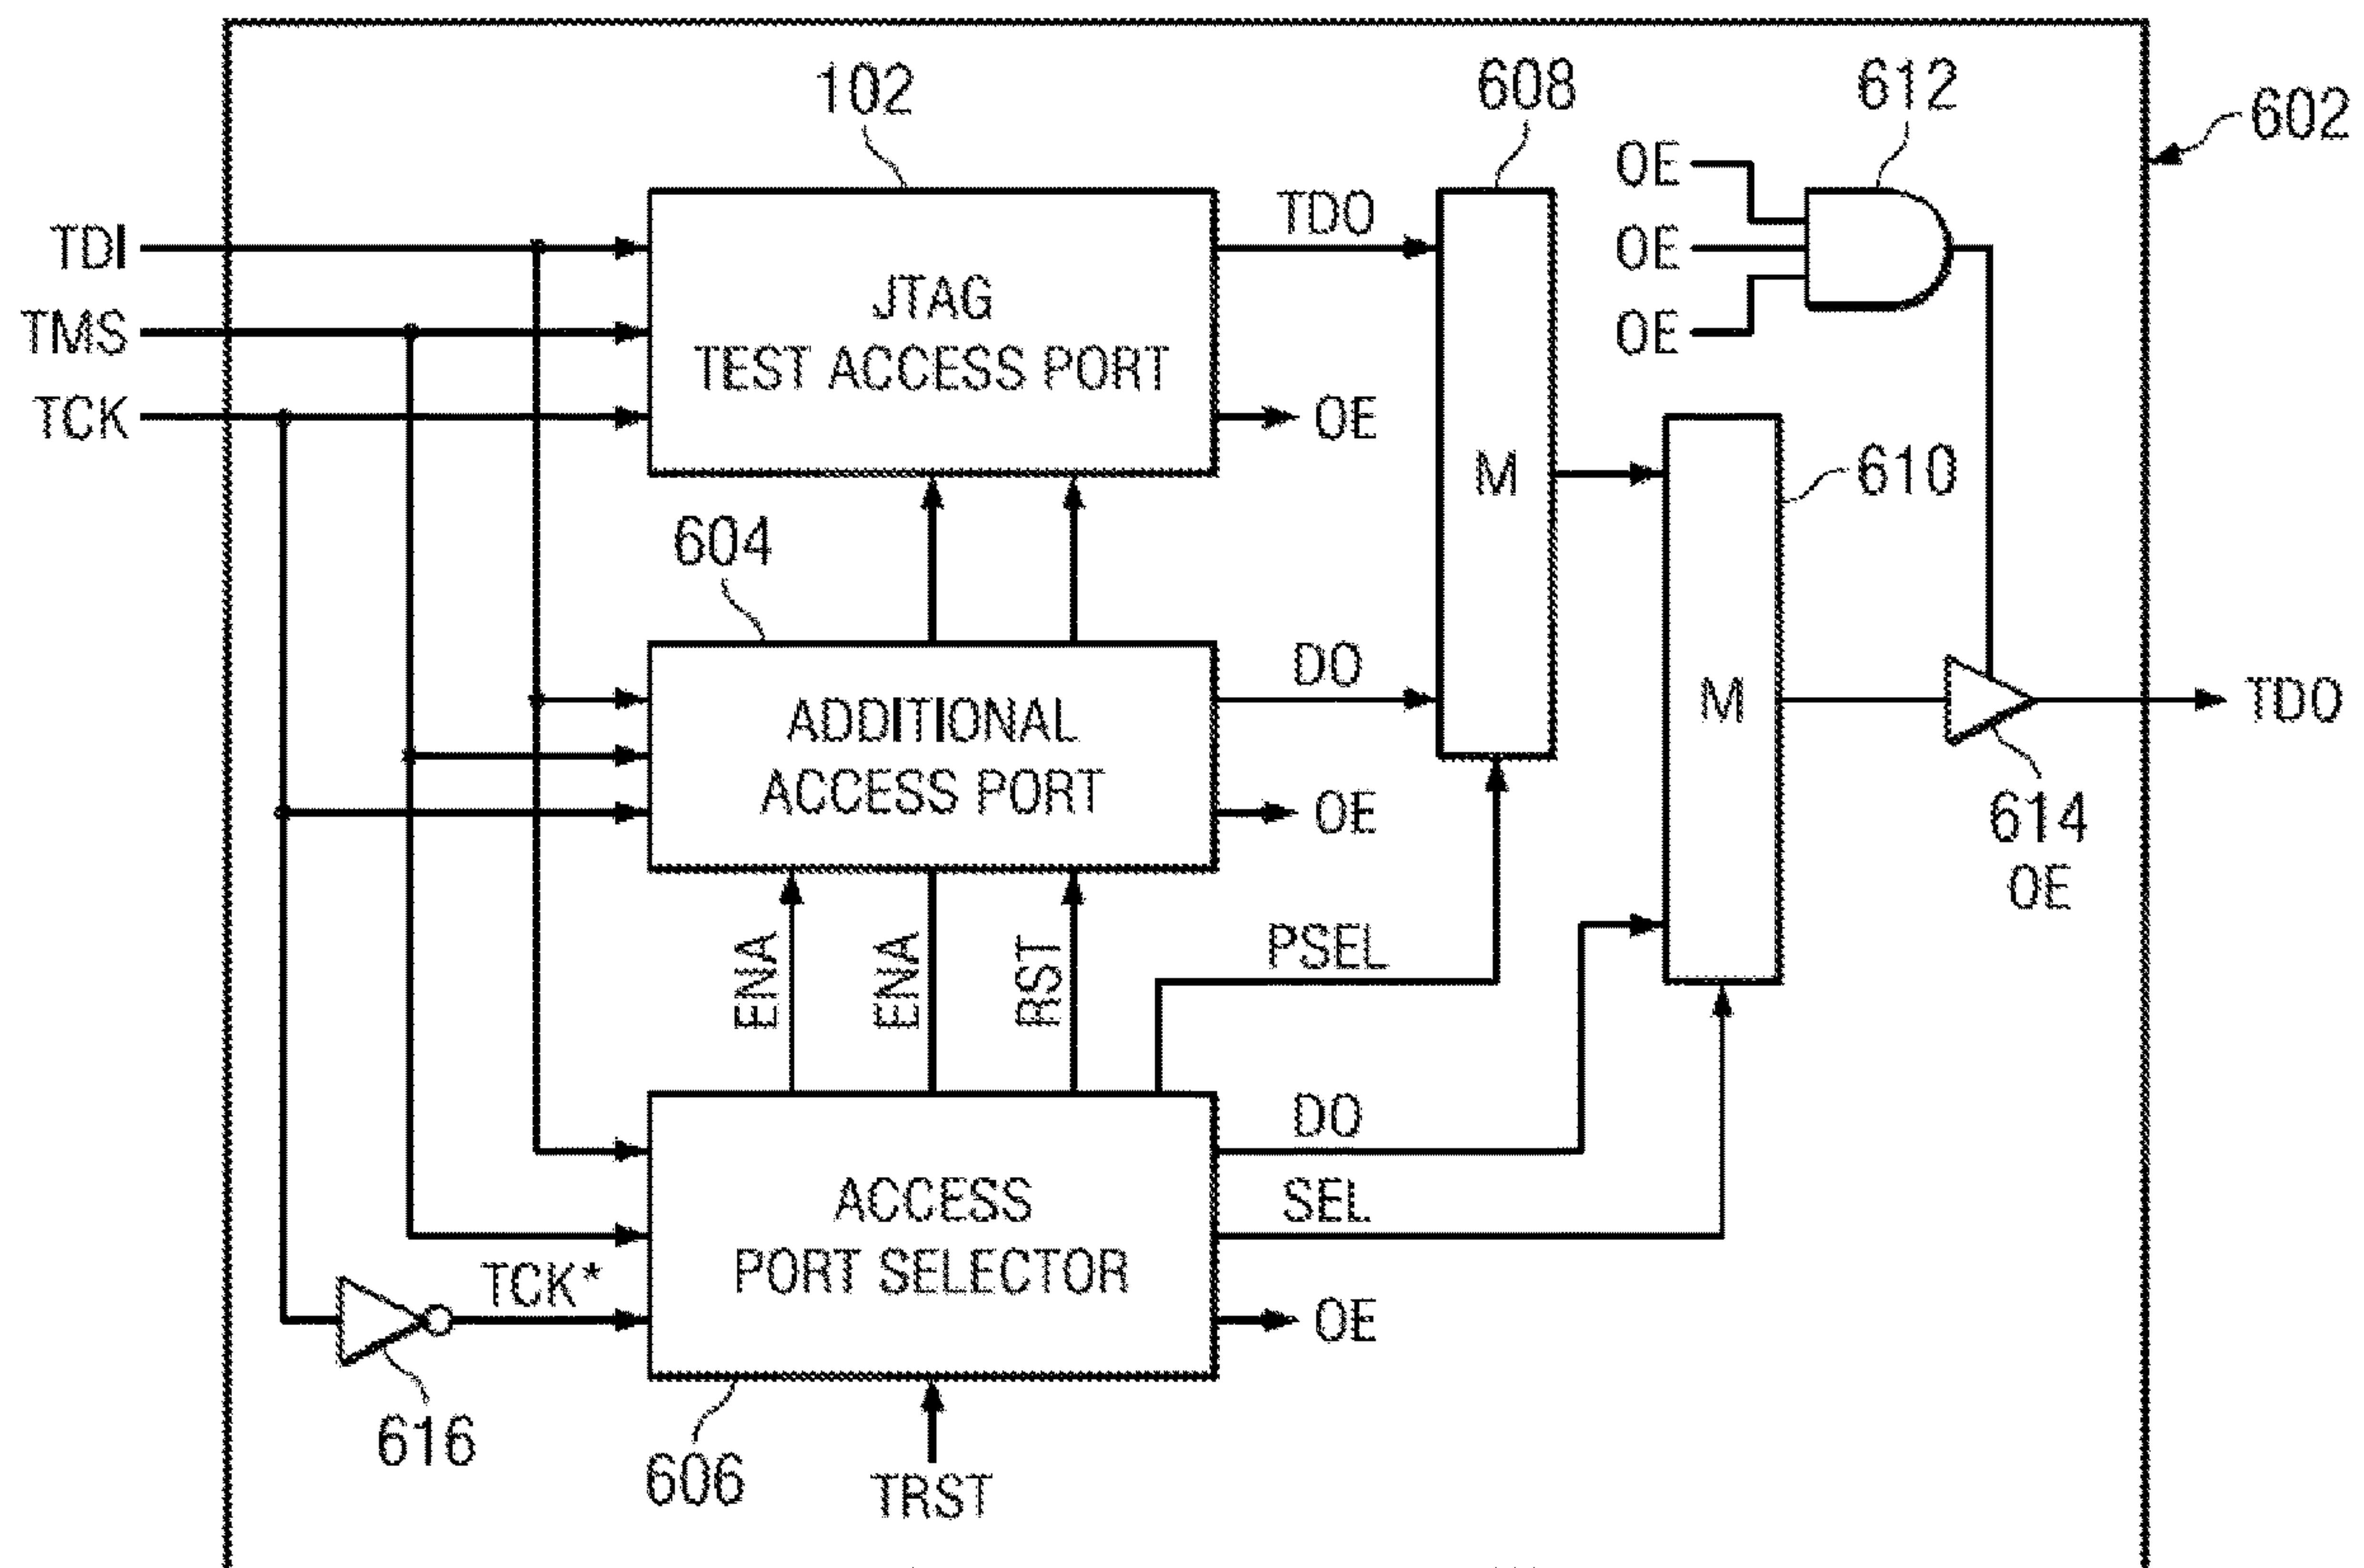 102
608
612
602
OE
TDI
TDO
OE
TMS
JTAG
TEST ACCESS PORT
OE
TCK
OE
M
610
604
DO
ADDITIONAL
ACCESS PORT
M
TDO
OE
614
OE
ENA
ENA
RST
PSEL
DO
ACCESS
PORT SELECTOR
SEL
TCK*
OE
616
606
TRST